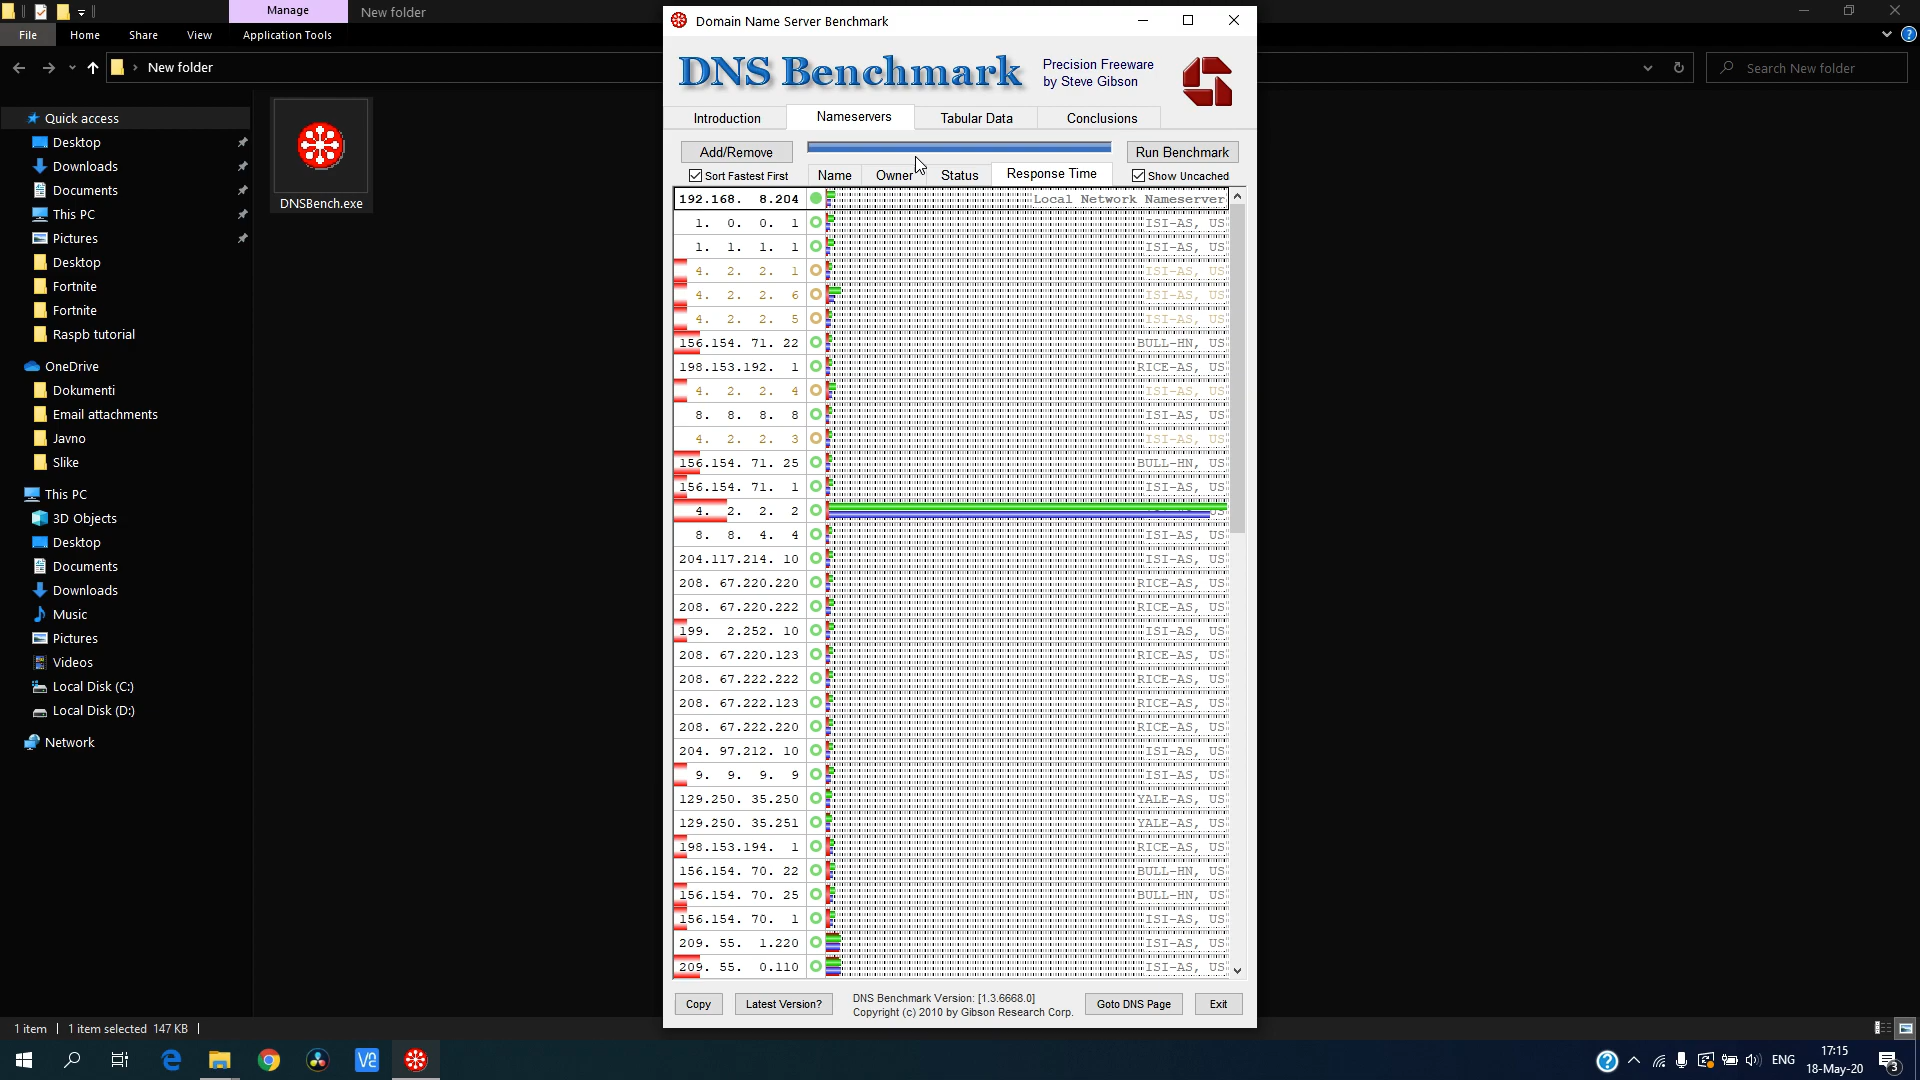 Manage
New folder
File
Home
Share
View
Application Tools
New folder
Search New folder
Quick access
Desktop
Downloads
Documents
This PC
Pictures
Desktop
Fortnite
Fortnite
Raspb tutorial
OneDrive
Dokumenti
Email attachments
Javno
Slike
This PC
3D Objects
Desktop
Documents
Downloads
Music
Pictures
Videos
Local Disk (C:)
Local Disk (D:)
Network
DNSBench.exe
Domain Name Server Benchmark
DNS Benchmark
Precision Freeware
by Steve Gibson
Introduction
Nameservers
Tabular Data
Conclusions
Add/Remove
Run Benchmark
Sort Fastest First
Name
Owner
Status
Response Time
Show Uncached
192.168. 8.204 Local Network Nameserver
1. 0. 0. 1 ISI-AS, US
1. 1. 1. 1 ISI-AS, US
4. 2. 2. 1 ISI-AS, US
4. 2. 2. 6 ISI-AS, US
4. 2. 2. 5 ISI-AS, US
156.154. 71. 22 BULL-HN, US
198.153.192. 1 RICE-AS, US
4. 2. 2. 4 ISI-AS, US
8. 8. 8. 8 ISI-AS, US
4. 2. 2. 3 ISI-AS, US
156.154. 71. 25 BULL-HN, US
156.154. 71. 1 ISI-AS, US
4. 2. 2. 2 US
8. 8. 4. 4 ISI-AS, US
204.117.214. 10 ISI-AS, US
208. 67.220.220 RICE-AS, US
208. 67.220.222 RICE-AS, US
199. 2.252. 10 ISI-AS, US
208. 67.220.123 RICE-AS, US
208. 67.222.222 RICE-AS, US
208. 67.222.123 RICE-AS, US
208. 67.222.220 RICE-AS, US
204. 97.212. 10 ISI-AS, US
9. 9. 9. 9 ISI-AS, US
129.250. 35.250 YALE-AS, US
129.250. 35.251 YALE-AS, US
198.153.194. 1 RICE-AS, US
156.154. 70. 22 BULL-HN, US
156.154. 70. 25 BULL-HN, US
156.154. 70. 1 ISI-AS, US
209. 55. 1.220 ISI-AS, US
209. 55. 0.110 ISI-AS, US
Copy
Latest Version?
DNS Benchmark Version: [1.3.6668.0]
Copyright (c) 2010 by Gibson Research Corp.
Goto DNS Page
Exit
1 item
1 item selected 147 KB
ENG
17:15
18-May-20
3